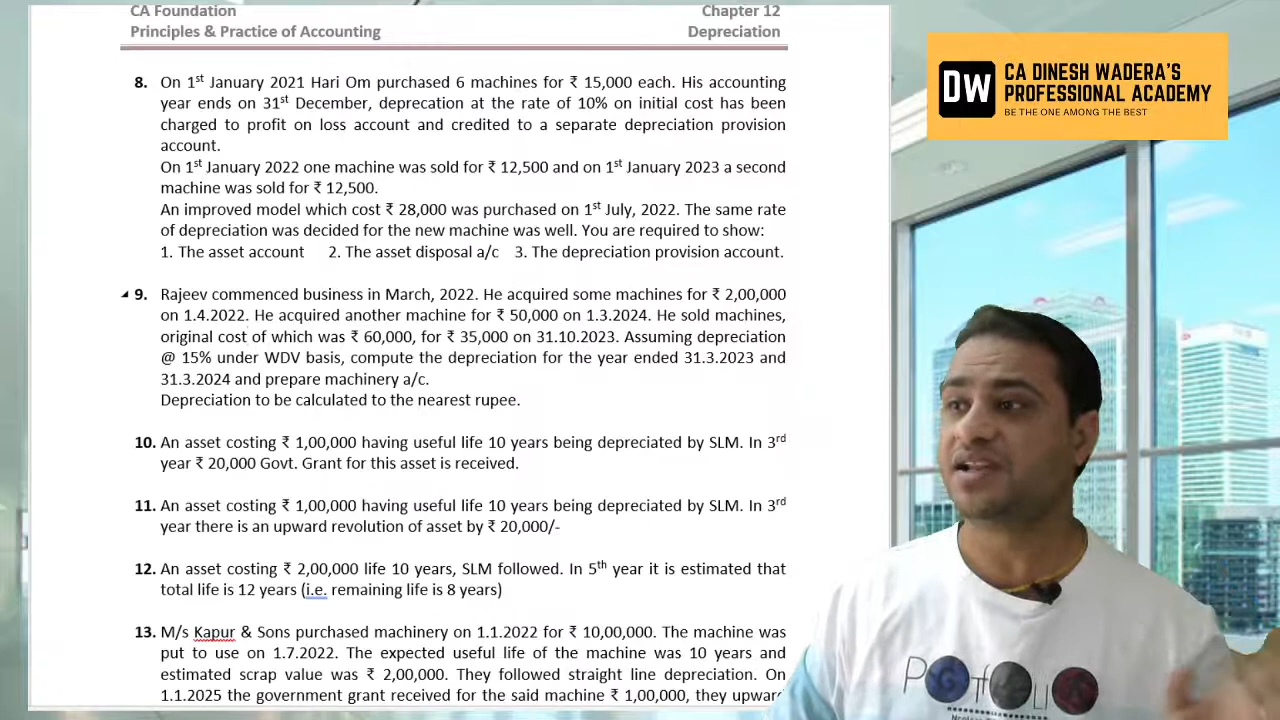 CA Foundation
Chapter 12
Principles & Practice of Accounting
Depreciation
8. On 1st January 2021 Hari Om purchased 6 machines for ₹ 15,000 each. His accounting
year ends on 31st December, deprecation at the rate of 10% on initial cost has been
charged to profit on loss account and credited to a separate depreciation provision
account.
On 1st January 2022 one machine was sold for ₹ 12,500 and on 1st January 2023 a second
machine was sold for ₹ 12,500.
An improved model which cost ₹ 28,000 was purchased on 1st July, 2022. The same rate
of depreciation was decided for the new machine was well. You are required to show:
1. The asset account 2. The asset disposal a/c 3. The depreciation provision account.
9. Rajeev commenced business in March, 2022. He acquired some machines for ₹ 2,00,000
on 1.4.2022. He acquired another machine for ₹ 50,000 on 1.3.2024. He sold machines,
original cost of which was ₹ 60,000, for ₹ 35,000 on 31.10.2023. Assuming depreciation
@ 15% under WDV basis, compute the depreciation for the year ended 31.3.2023 and
31.3.2024 and prepare machinery a/c.
Depreciation to be calculated to the nearest rupee.
10. An asset costing ₹ 1,00,000 having useful life 10 years being depreciated by SLM. In 3rd
year ₹ 20,000 Govt. Grant for this asset is received.
11. An asset costing ₹ 1,00,000 having useful life 10 years being depreciated by SLM. In 3rd
year there is an upward revolution of asset by ₹ 20,000/-
12. An asset costing ₹ 2,00,000 life 10 years, SLM followed. In 5th year it is estimated that
total life is 12 years (i.e. remaining life is 8 years)
13. M/s Kapur & Sons purchased machinery on 1.1.2022 for ₹ 10,00,000. The machine was
put to use on 1.7.2022. The expected useful life of the machine was 10 years and
estimated scrap value was ₹ 2,00,000. They followed straight line depreciation. On
1.1.2025 the government grant received for the said machine ₹ 1,00,000, they upward
DW
CA DINESH WADERA'S
PROFESSIONAL ACADEMY
BE THE ONE AMONG THE BEST